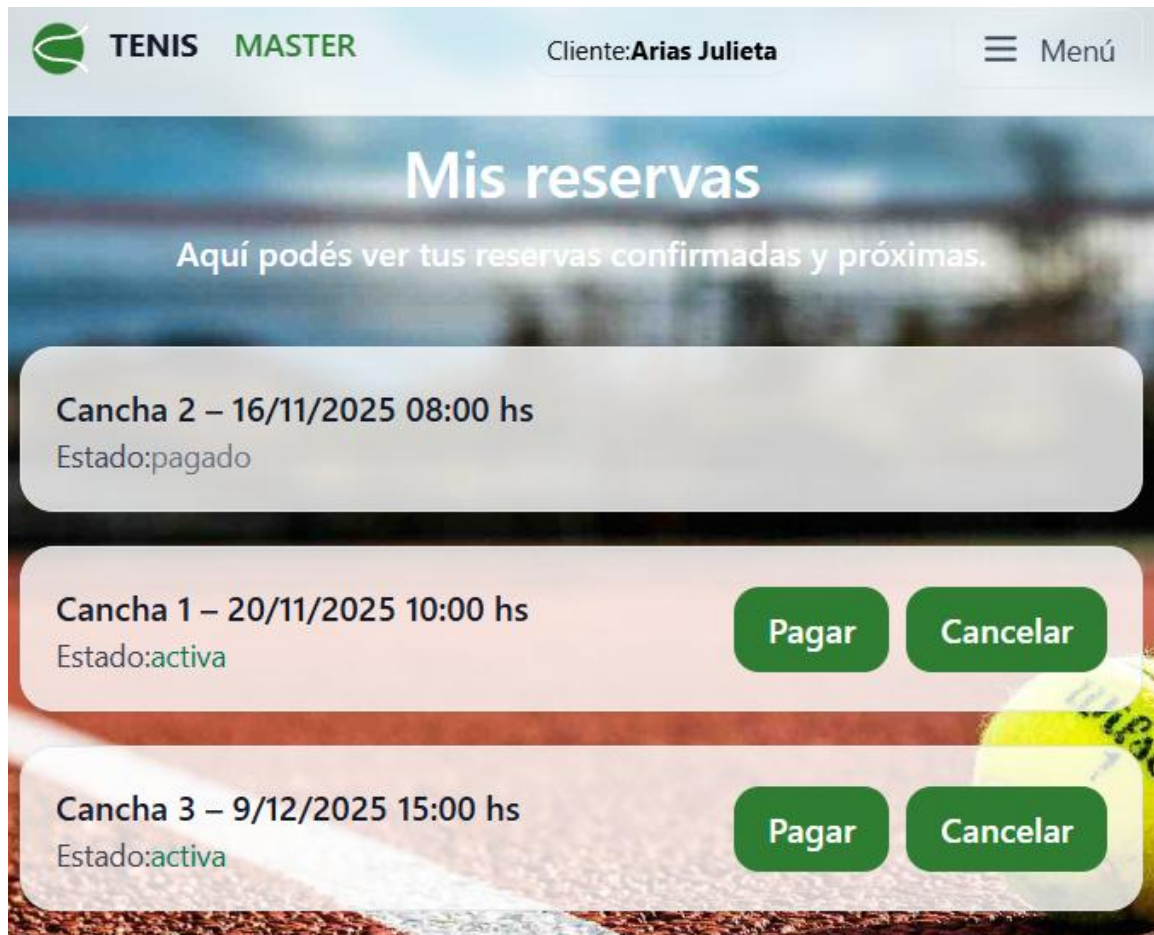 TENIS MASTER
Cliente:Arias Julieta
Menú
Mis reservas
Aquí podés ver tus reservas confirmadas y próximas.
Cancha 2 – 16/11/2025 08:00 hs
Estado:pagado
Cancha 1 – 20/11/2025 10:00 hs
Estado:activa
Pagar
Cancelar
Cancha 3 – 9/12/2025 15:00 hs
Estado:activa
Pagar
Cancelar